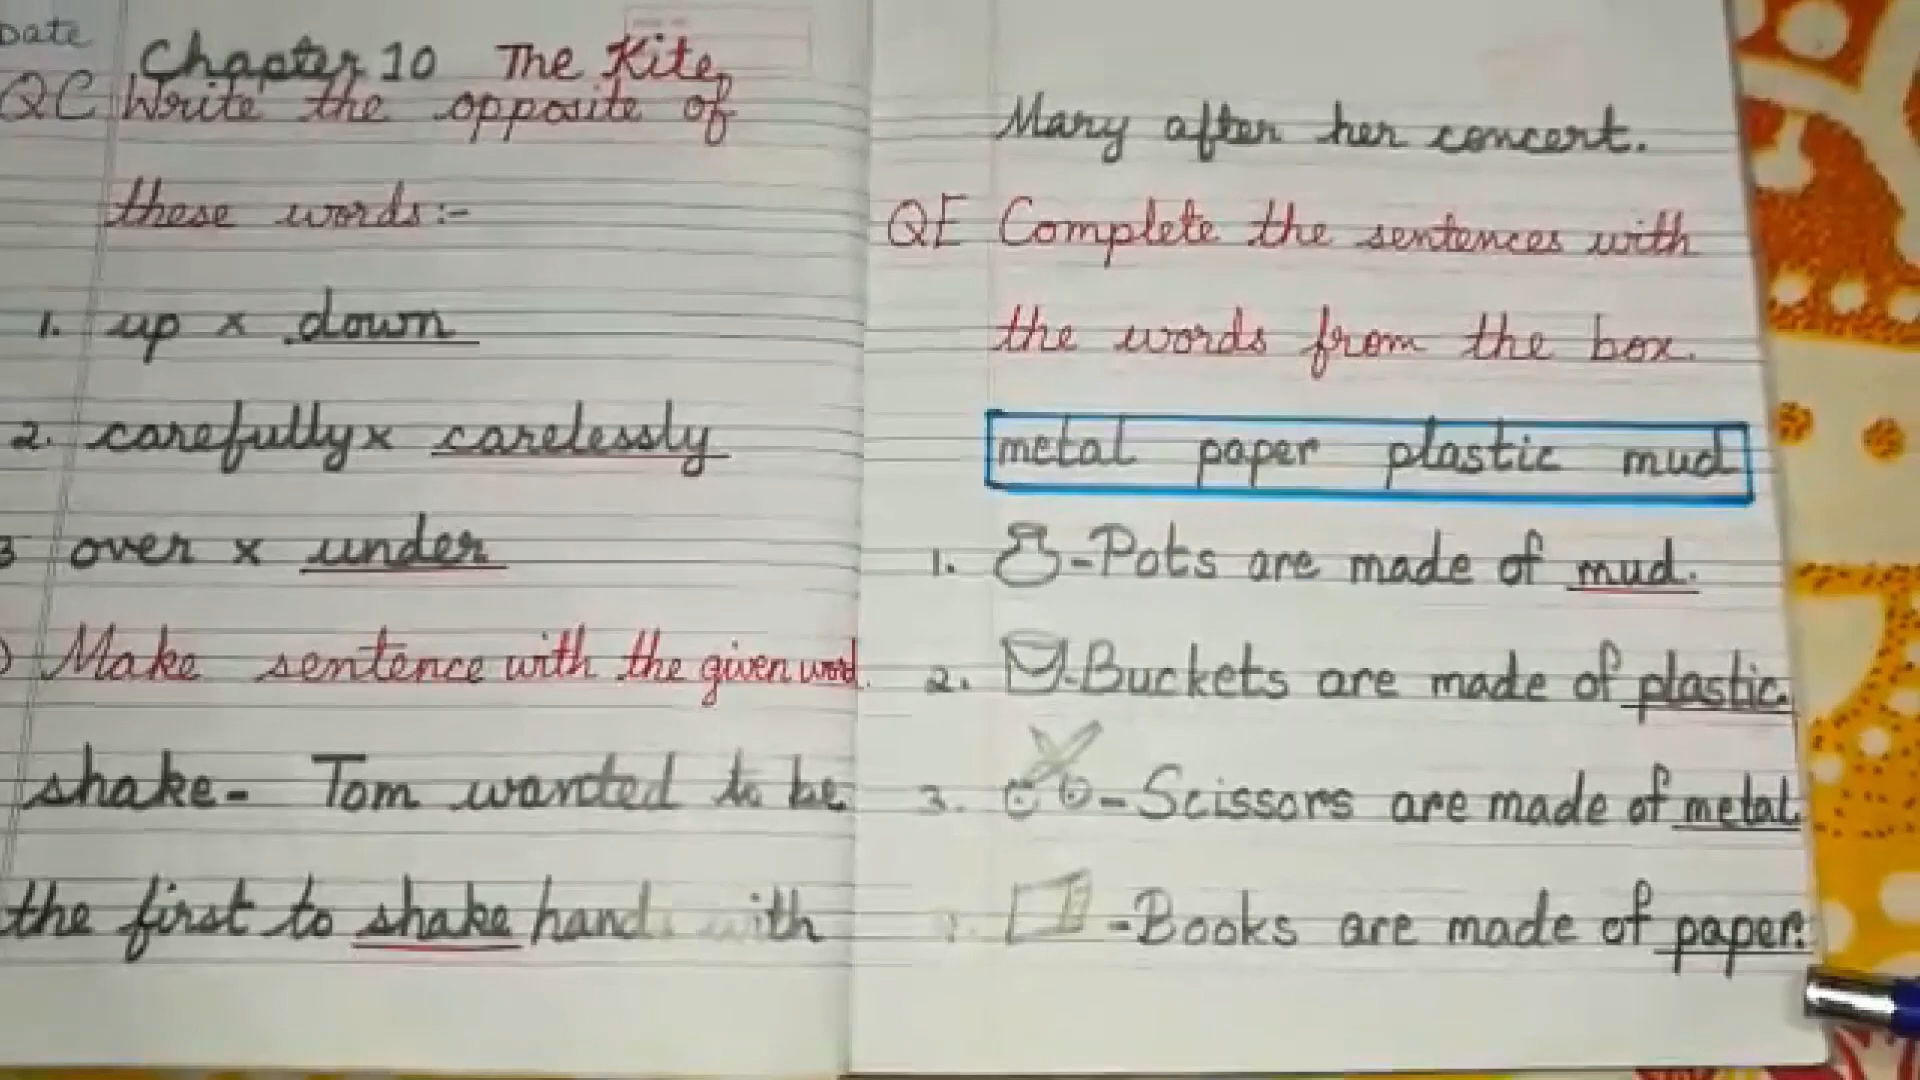 Date
Chapter 10 The Kite
QC Write the opposite of
these words:-
1. up x down
2. carefully x carelessly
3 over x under
Make sentence with the given word.
shake- Tom wanted to be
the first to shake hand with
Mary after her concert.
QE Complete the sentences with
the words from the box.
metal paper plastic mud
1. -Pots are made of mud.
2. -Buckets are made of plastic.
3. -Scissors are made of metal.
-Books are made of paper.